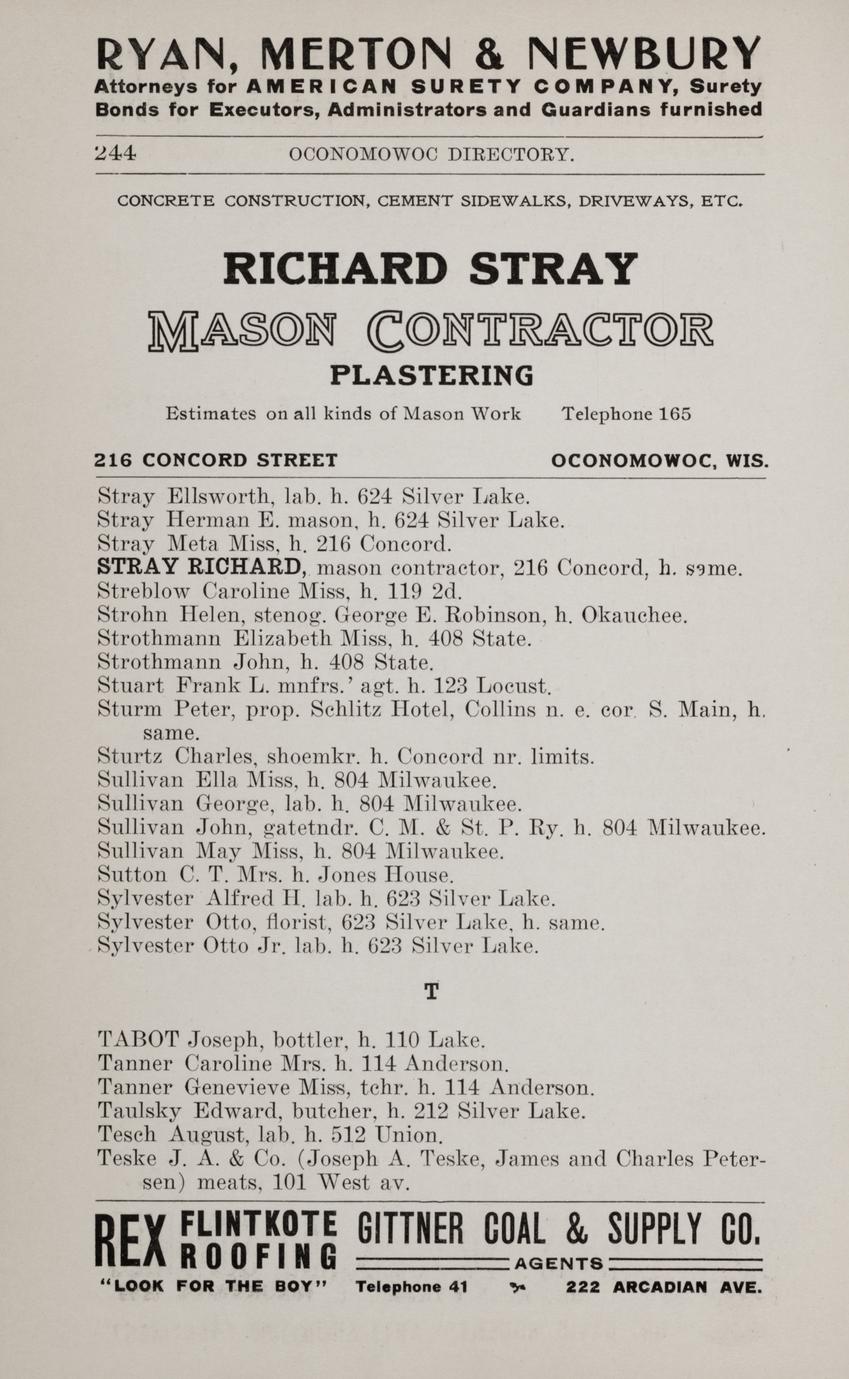 RYAN, MERTON & NEWBURY
Attorneys for AMERICAN SURETY COMPANY, Surety
Bonds for Executors, Administrators and Guardians furnished
244 OCONOMOWOC DIRECTORY.
CONCRETE CONSTRUCTION, CEMENT SIDEWALKS, DRIVEWAYS, ETC.
RICHARD STRAY
MASON CONTRACTOR
PLASTERING
Estimates on all kinds of Mason Work Telephone 165
216 CONCORD STREET OCONOMOWOC, WIS.
Stray Ellsworth, lab. h. 624 Silver Lake.
Stray Herman E. mason, h. 624 Silver Lake.
Stray Meta Miss, h. 216 Concord.
STRAY RICHARD, mason contractor, 216 Concord, h. same.
Streblow Caroline Miss, h. 119 2d.
Strohn Helen, stenog. George E. Robinson, h. Okauchee.
Strothmann Elizabeth Miss, h. 408 State.
Strothmann John, h. 408 State.
Stuart Frank L. mnfrs.' agt. h. 123 Locust.
Sturm Peter, prop. Schlitz Hotel, Collins n. e. cor. S. Main, h.
same.
Sturtz Charles, shoemkr. h. Concord nr. limits.
Sullivan Ella Miss, h. 804 Milwaukee.
Sullivan George, lab. h. 804 Milwaukee.
Sullivan John, gatetndr. C. M. & St. P. Ry. h. 804 Milwaukee.
Sullivan May Miss, h. 804 Milwaukee.
Sutton C. T. Mrs. h. Jones House.
Sylvester Alfred H. lab. h. 623 Silver Lake.
Sylvester Otto, florist, 623 Silver Lake, h. same.
Sylvester Otto Jr. lab. h. 623 Silver Lake.
T
TABOT Joseph, bottler, h. 110 Lake.
Tanner Caroline Mrs. h. 114 Anderson.
Tanner Genevieve Miss, tchr. h. 114 Anderson.
Taulsky Edward, butcher, h. 212 Silver Lake.
Tesch August, lab. h. 512 Union.
Teske J. A. & Co. (Joseph A. Teske, James and Charles Peter-
sen) meats, 101 West av.
REX FLINTKOTE ROOFING GITTNER COAL & SUPPLY CO.
AGENTS
"LOOK FOR THE BOY" Telephone 41 222 ARCADIAN AVE.